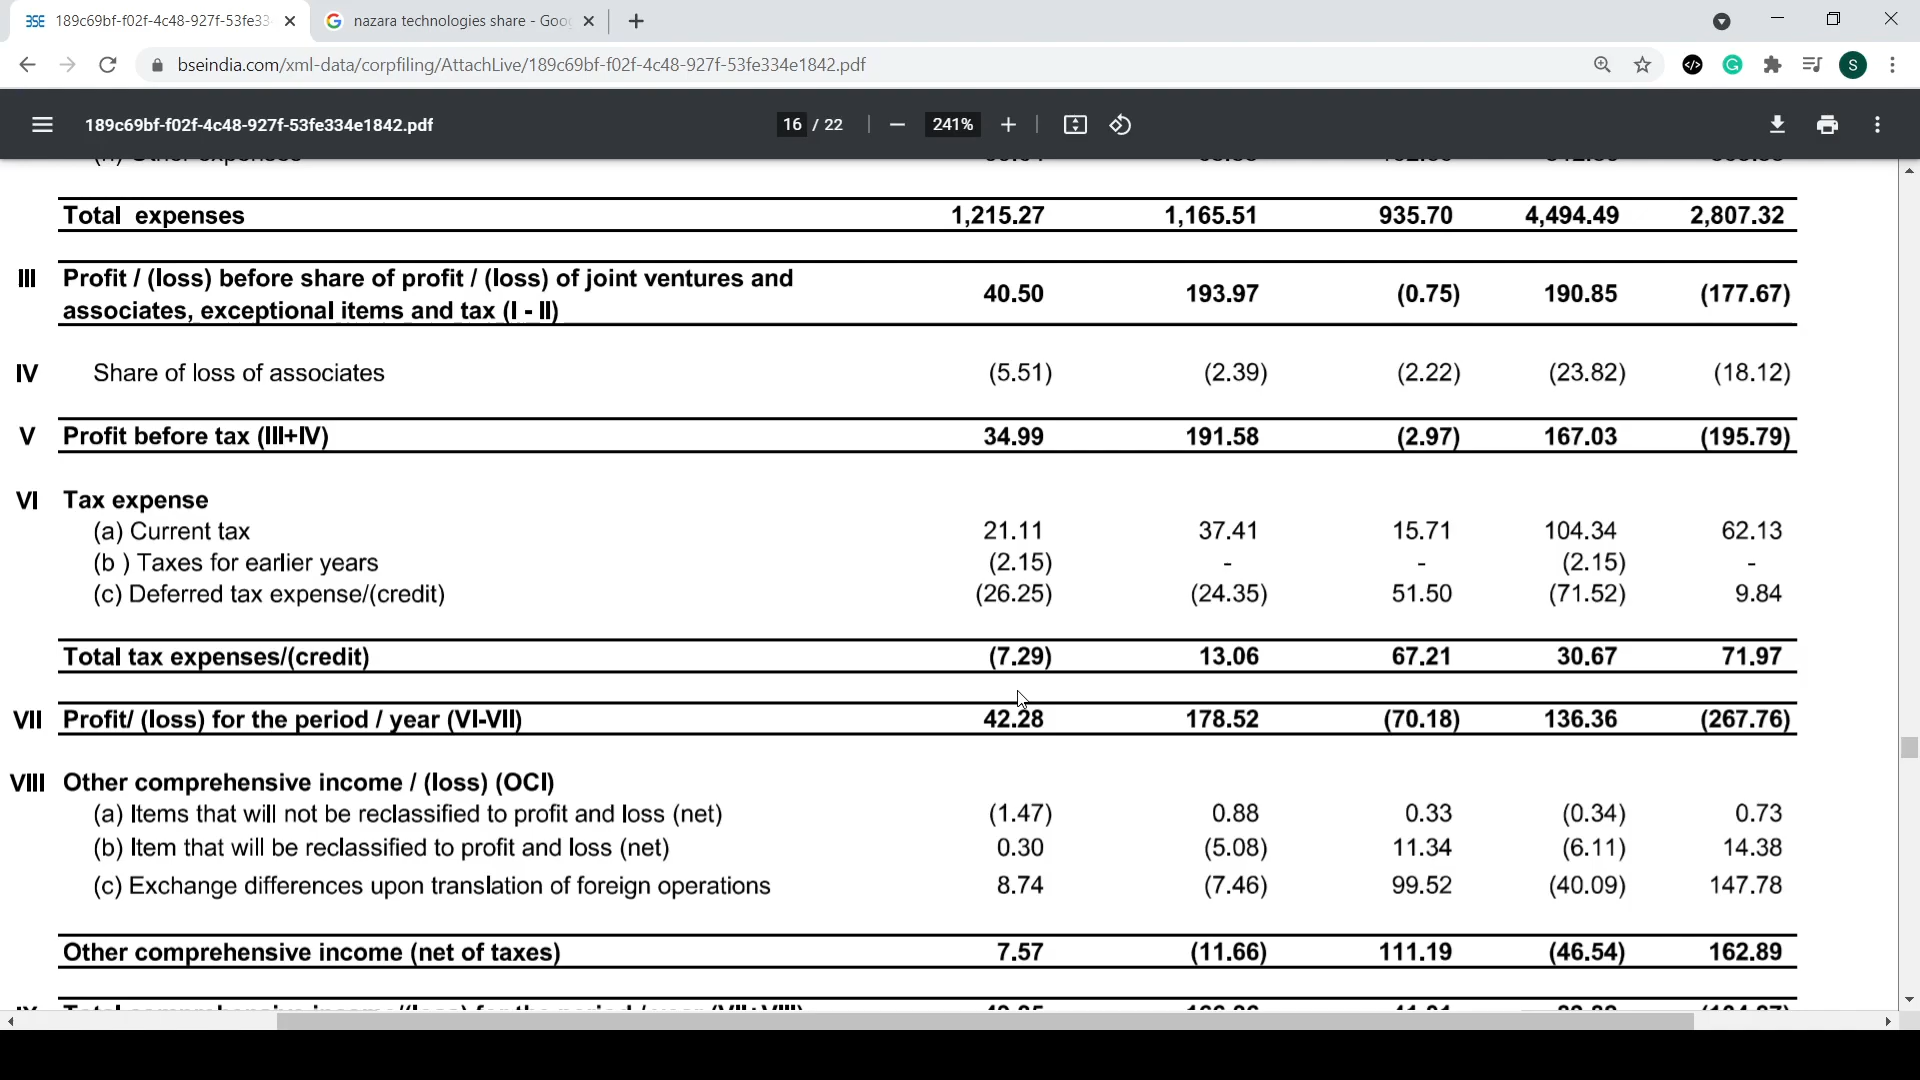 189c69bf-f02f-4c48-927f-53fe33
nazara technologies share - Goo
bseindia.com/xml-data/corpfiling/AttachLive/189c69bf-f02f-4c48-927f-53fe334e1842.pdf
S
189c69bf-f02f-4c48-927f-53fe334e1842.pdf 16 / 22 241%
Total expenses 1,215.27 1,165.51 935.70 4,494.49 2,807.32
III Profit / (loss) before share of profit / (loss) of joint ventures and
associates, exceptional items and tax (I - II) 40.50 193.97 (0.75) 190.85 (177.67)
IV Share of loss of associates (5.51) (2.39) (2.22) (23.82) (18.12)
V Profit before tax (III+IV) 34.99 191.58 (2.97) 167.03 (195.79)
VI Tax expense
(a) Current tax 21.11 37.41 15.71 104.34 62.13
(b ) Taxes for earlier years (2.15) - - (2.15) -
(c) Deferred tax expense/(credit) (26.25) (24.35) 51.50 (71.52) 9.84
Total tax expenses/(credit) (7.29) 13.06 67.21 30.67 71.97
VII Profit/ (loss) for the period / year (VI-VII) 42.28 178.52 (70.18) 136.36 (267.76)
VIII Other comprehensive income / (loss) (OCI)
(a) Items that will not be reclassified to profit and loss (net) (1.47) 0.88 0.33 (0.34) 0.73
(b) Item that will be reclassified to profit and loss (net) 0.30 (5.08) 11.34 (6.11) 14.38
(c) Exchange differences upon translation of foreign operations 8.74 (7.46) 99.52 (40.09) 147.78
Other comprehensive income (net of taxes) 7.57 (11.66) 111.19 (46.54) 162.89